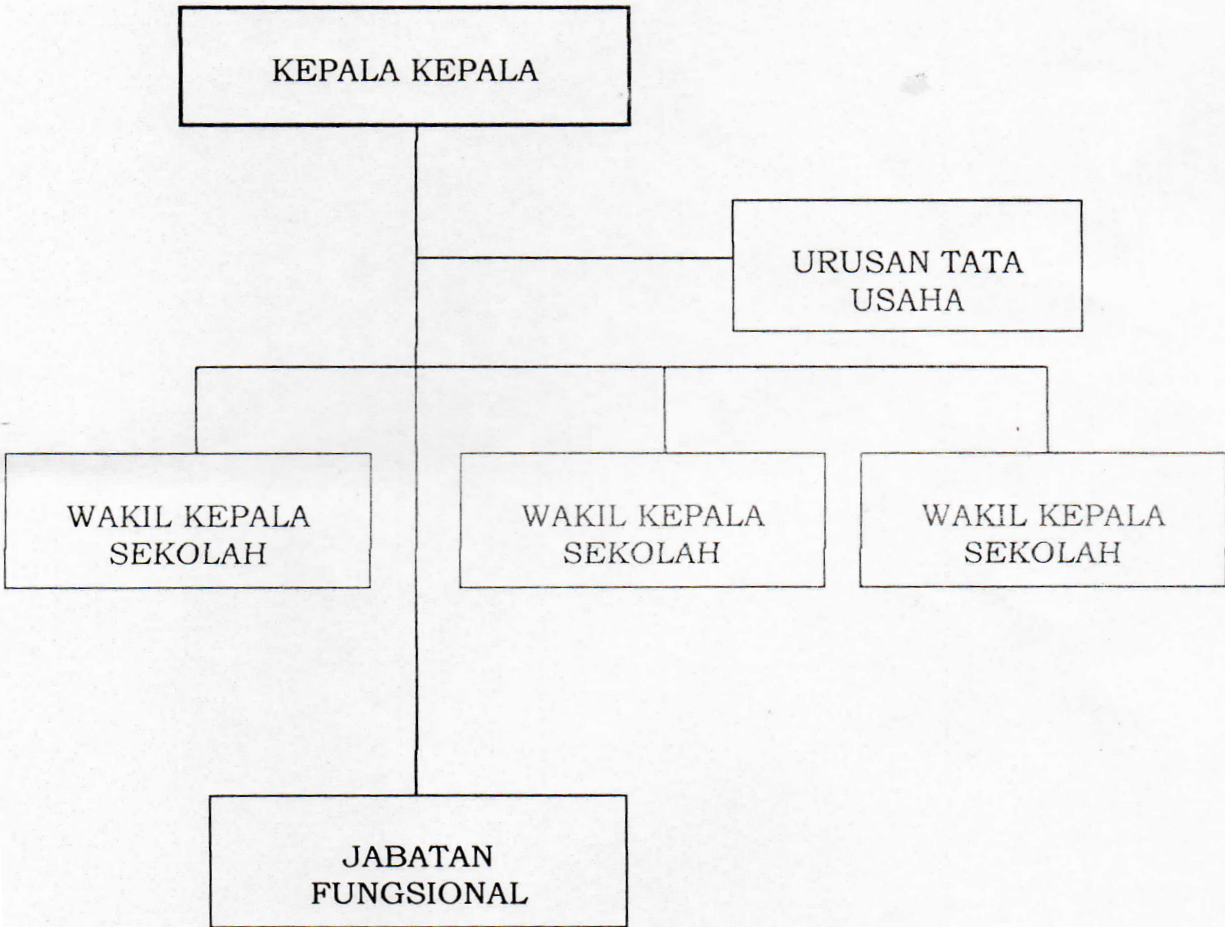 KEPALA KEPALA
URUSAN TATA
USAHA
WAKIL KEPALA
SEKOLAH
WAKIL KEPALA
SEKOLAH
WAKIL KEPALA
SEKOLAH
JABATAN
FUNGSIONAL